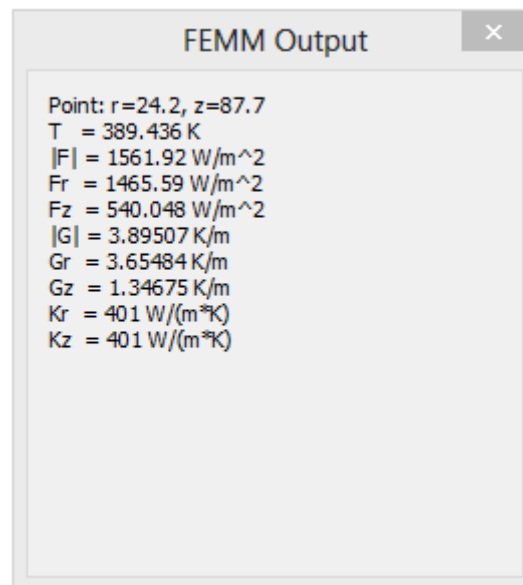 FEMM Output
Point: r=24.2, z=87.7
T = 389.436 K
|F| = 1561.92 W/m^2
Fr = 1465.59 W/m^2
Fz = 540.048 W/m^2
|G| = 3.89507 K/m
Gr = 3.65484 K/m
Gz = 1.34675 K/m
Kr = 401 W/(m*K)
Kz = 401 W/(m*K)